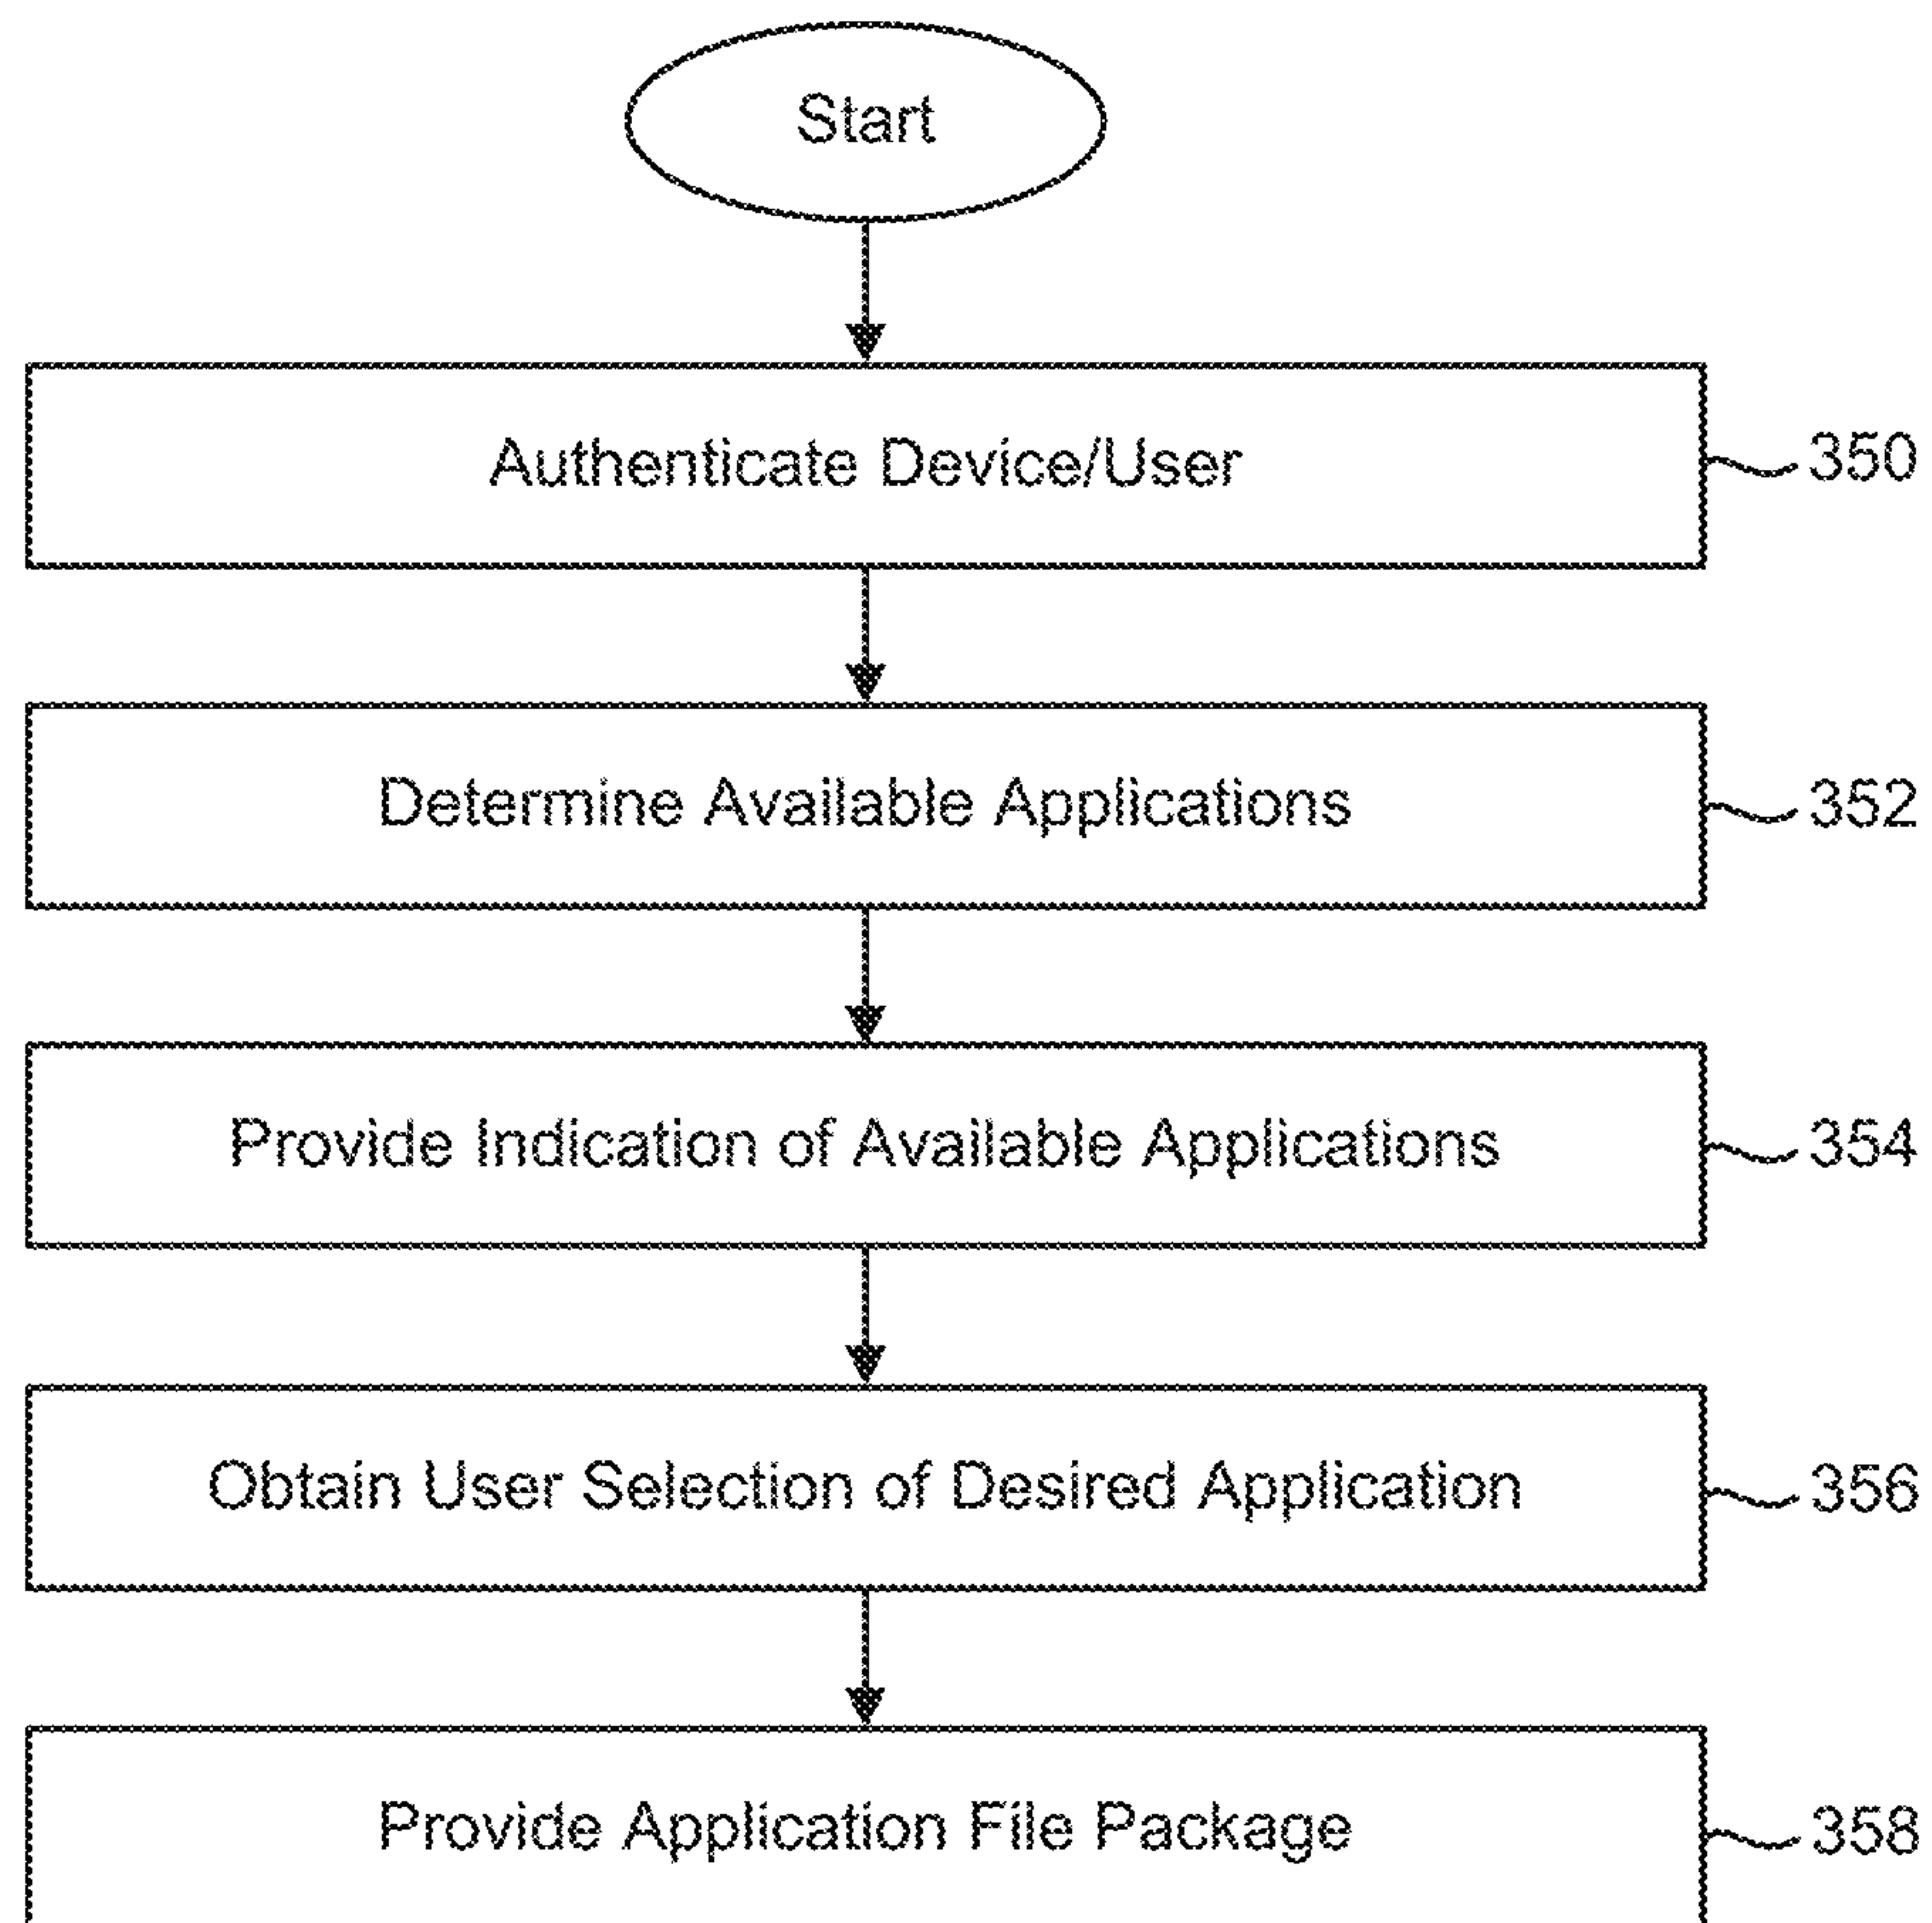 Start
Authenticate Device/User
350
Determine Available Applications
352
Provide Indication of Available Applications
354
Obtain User Selection of Desired Application
356
Provide Application File Package
358